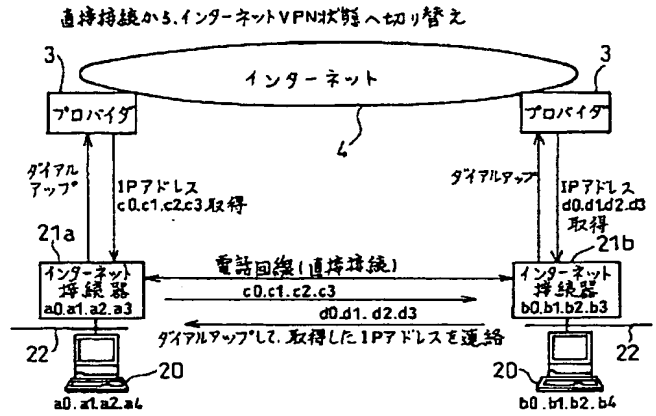 直接接続から、インターネットVPN状態へ切り替え
3
3
インターネット
プロバイダ
プロバイダ
4
ダイアル
アップ
IPアドレス
c0.c1.c2.c3.取得
ダイアルアップ
IPアドレス
d0.d1.d2.d3
取得
21a
21b
インターネット
接続器
a0.a1.a2.a3
電話回線(直接接続)
c0.c1.c2.c3
d0.d1.d2.d3
ダイアルアップして、取得したIPアドレスを連絡
インターネット
接続器
b0.b1.b2.b3
22
22
20
20
a0.a1.a2.a4
b0.b1.b2.b4